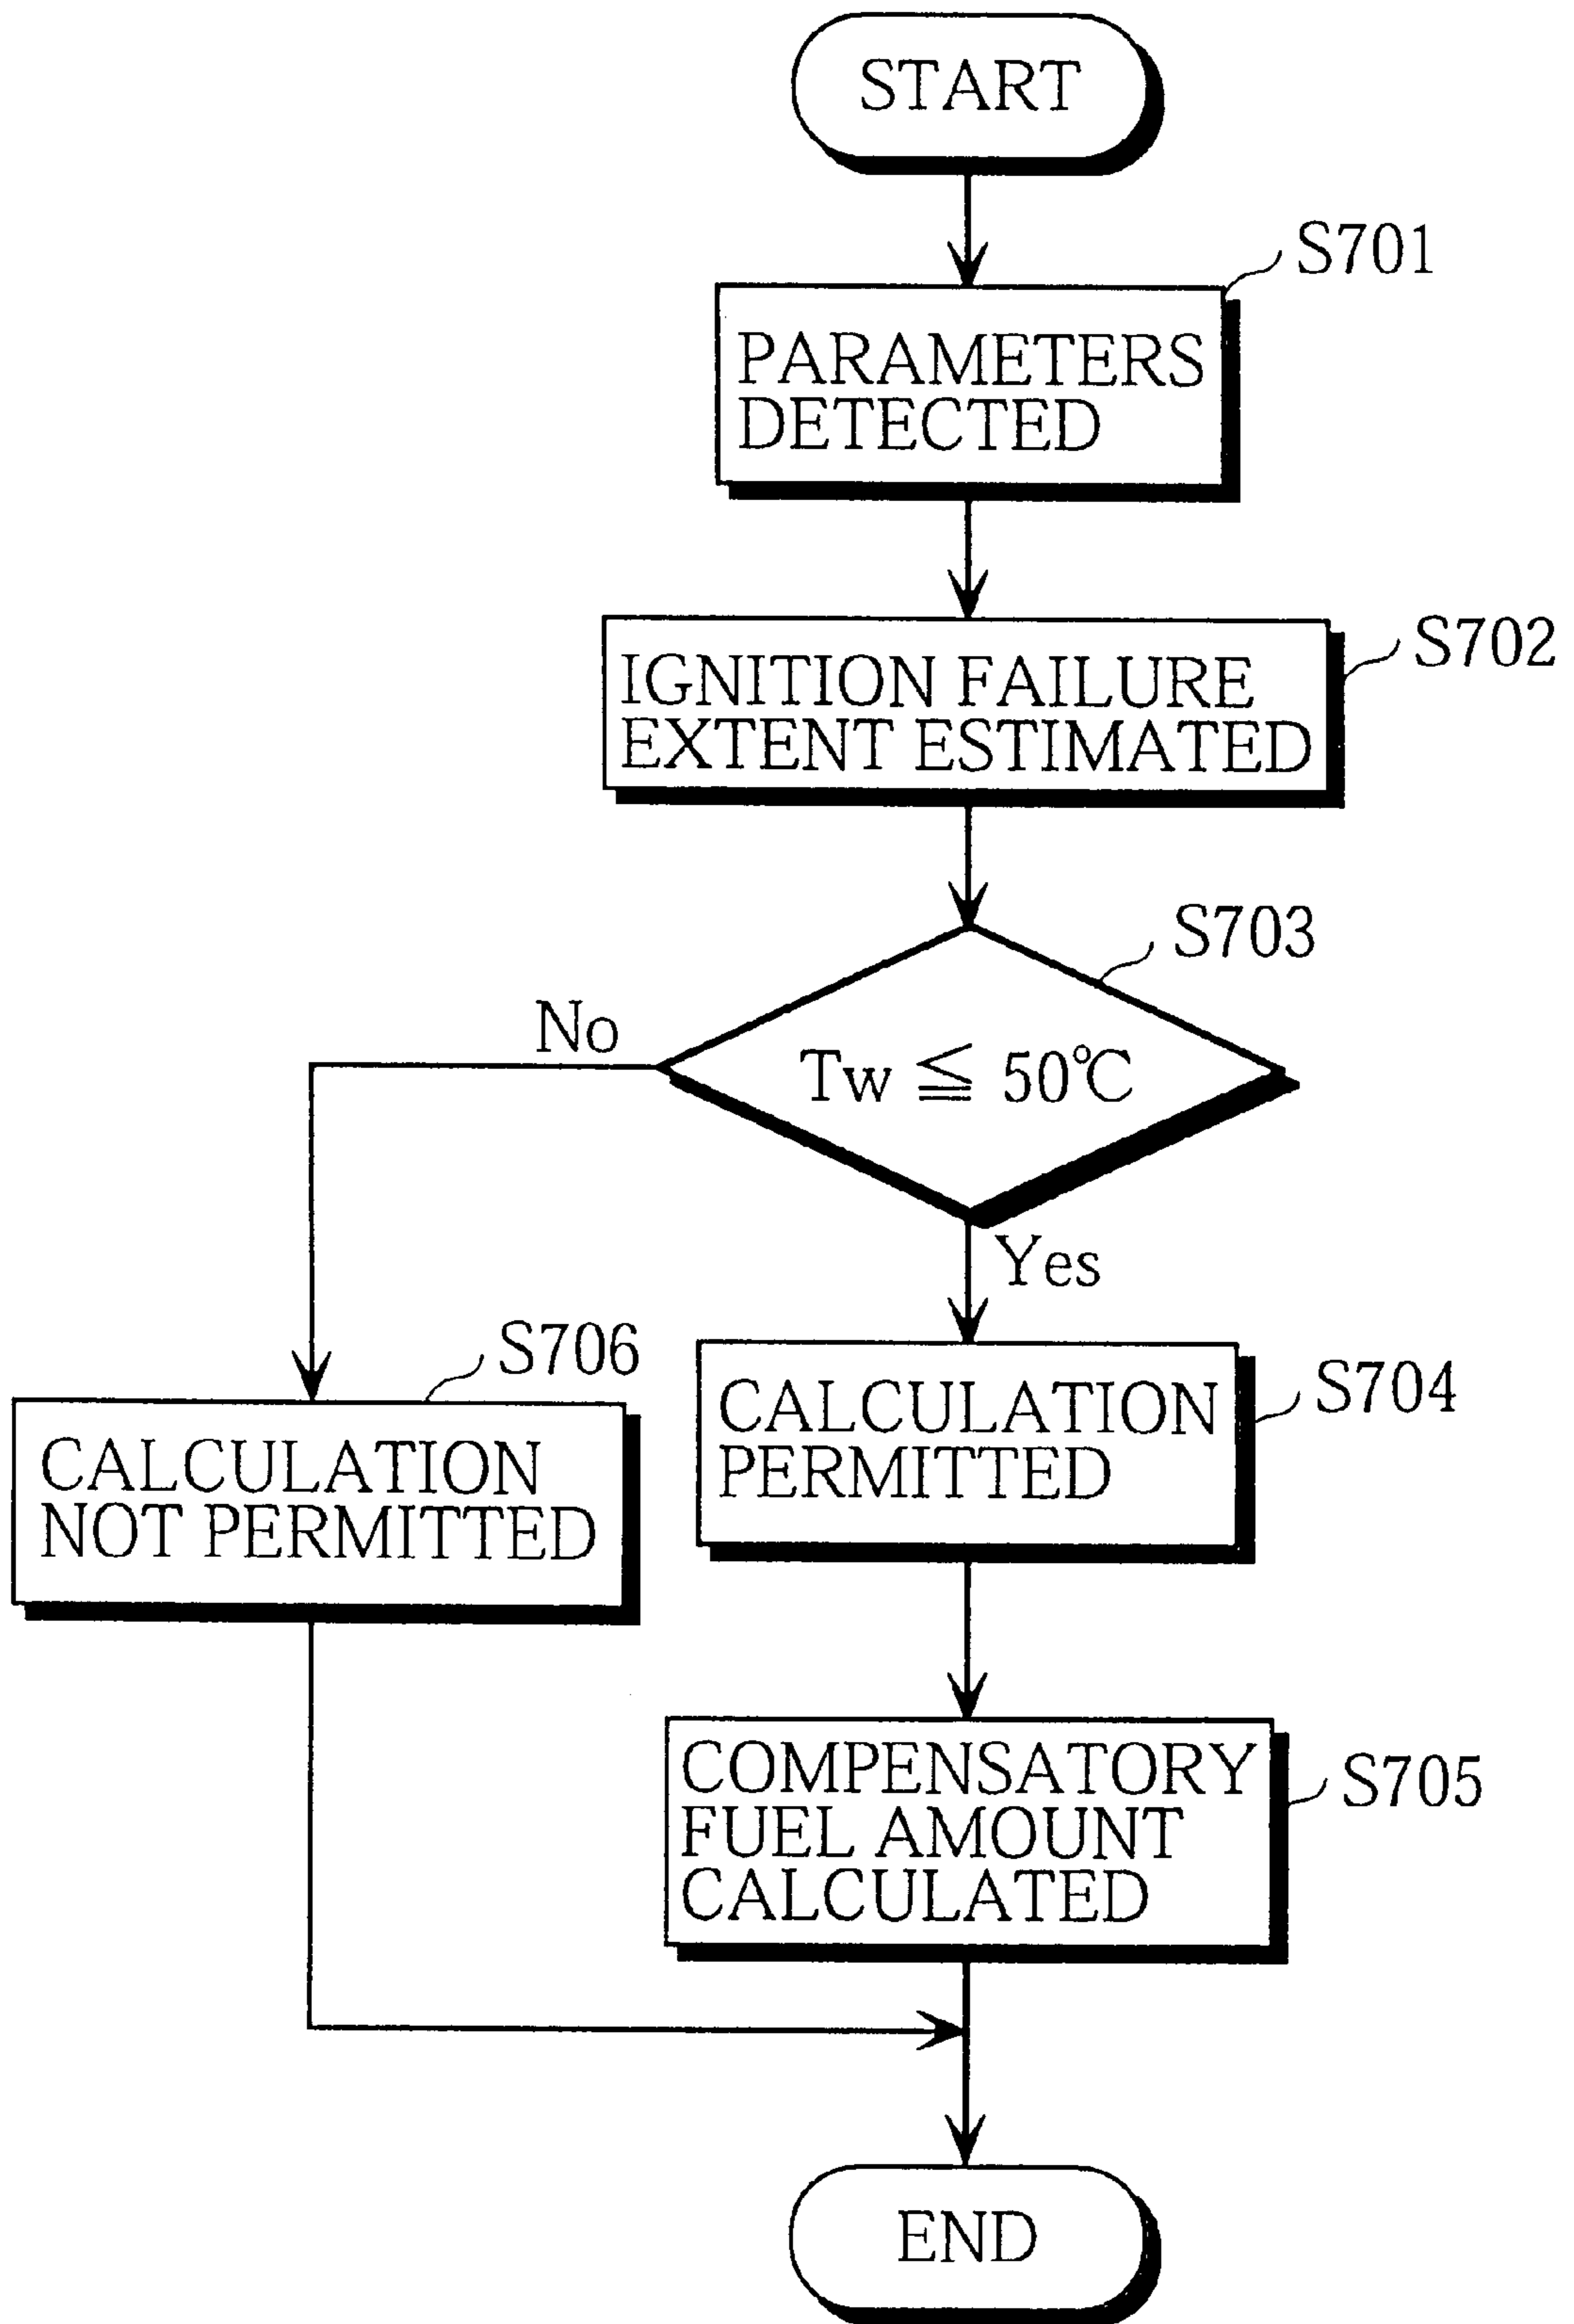 START
S701
PARAMETERS
DETECTED
S702
IGNITION FAILURE
EXTENT ESTIMATED
S703
No
Tw ≦ 50℃
Yes
S706
CALCULATION
NOT PERMITTED
S704
CALCULATION
PERMITTED
S705
COMPENSATORY
FUEL AMOUNT
CALCULATED
END